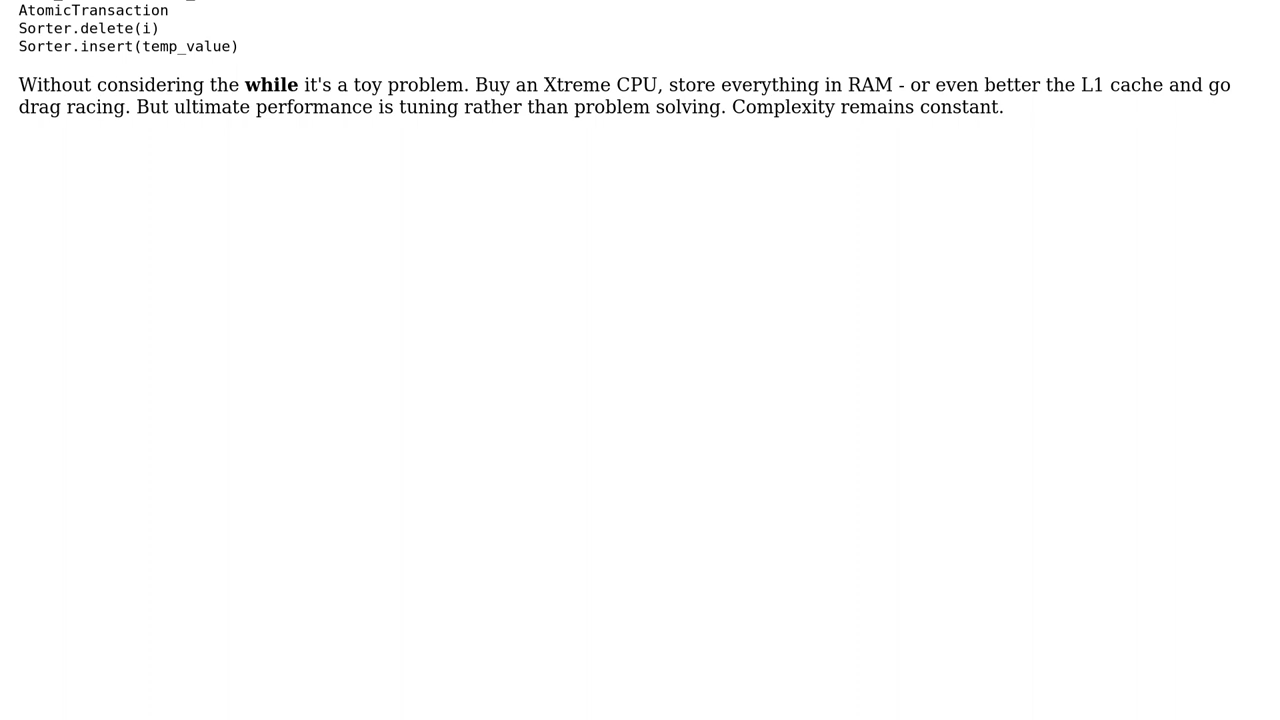 AtomicTransaction
Sorter.delete(i)
Sorter.insert(temp_value)
Without considering the while it's a toy problem. Buy an Xtreme CPU, store everything in RAM - or even better the L1 cache and go
drag racing. But ultimate performance is tuning rather than problem solving. Complexity remains constant.